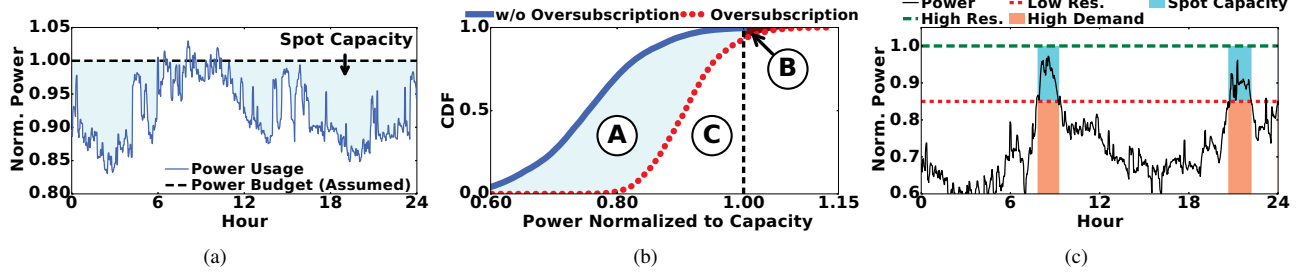 1.05
1.00
0.95
0.90
0.85
0.80
Norm. Power
Spot Capacity
Power Usage
Power Budget (Assumed)
0 6 12 18 24
Hour
(a)
w/o Oversubscription Oversubscription
1.0
0.5
0.0
CDF
A
B
C
0.60 0.80 1.00 1.15
Power Normalized to Capacity
(b)
Power Low Res. Spot Capacity
High Res. High Demand
1.0
0.9
0.8
0.7
0.6
Norm. Power
0 6 12 18 24
Hour
(c)